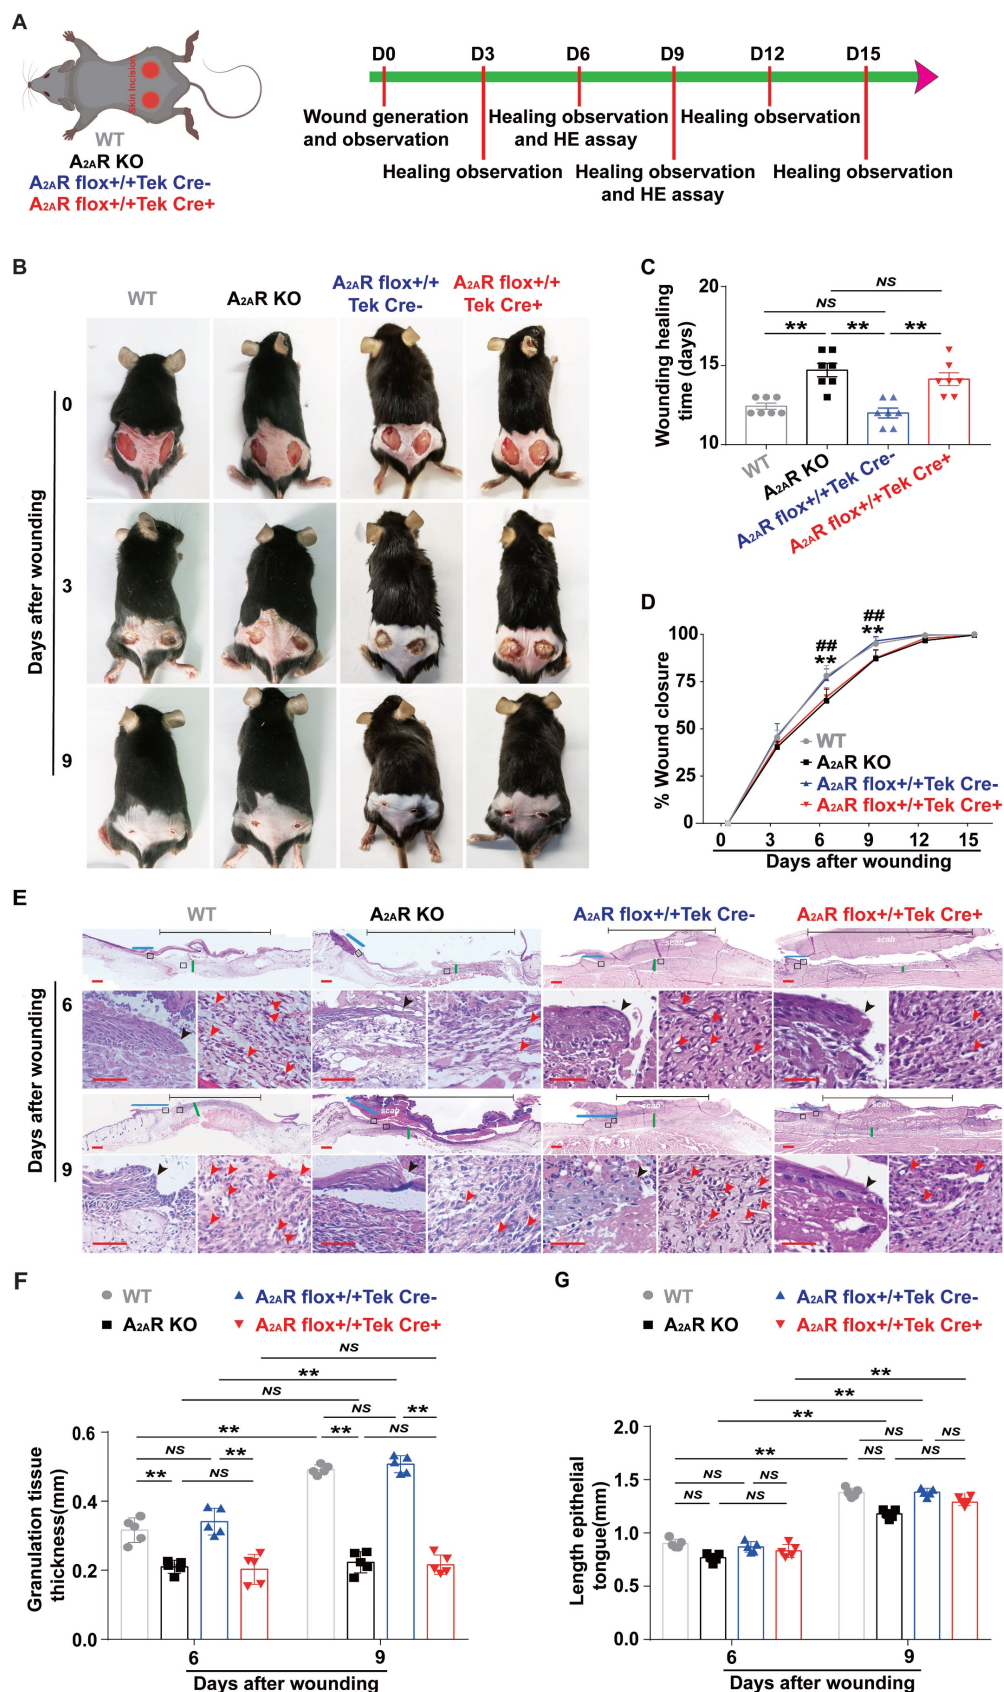 A
Skin Incision
WT
A2AR KO
A2AR flox+/+Tek Cre-
A2AR flox+/+Tek Cre+
D0 D3 D6 D9 D12 D15
Wound generation
and observation
Healing observation
and HE assay
Healing observation
Healing observation
Healing observation
and HE assay
Healing observation
B
WT
A2AR KO
A2AR flox+/+
Tek Cre-
A2AR flox+/+
Tek Cre+
Days after wounding
0
3
9
C
Wounding healing
time (days)
20
15
10
NS
NS
** ** **
WT
A2AR KO
A2AR flox+/+Tek Cre-
A2AR flox+/+Tek Cre+
D
% Wound closure
100
75
50
25
0
##
**
##
**
WT
A2AR KO
A2AR flox+/+Tek Cre-
A2AR flox+/+Tek Cre+
0 3 6 9 12 15
Days after wounding
E
WT
A2AR KO
A2AR flox+/+Tek Cre-
A2AR flox+/+Tek Cre+
Days after wounding
6
9
scab
scab
scab
scab
scab
F
WT
A2AR KO
A2AR flox+/+Tek Cre-
A2AR flox+/+Tek Cre+
Granulation tissue
thickness(mm)
0.6
0.4
0.2
0.0
NS
**
NS
NS **
** ** NS
NS **
** NS
6 9
Days after wounding
G
WT
A2AR KO
A2AR flox+/+Tek Cre-
A2AR flox+/+Tek Cre+
Length epithelial
tongue(mm)
2.0
1.5
1.0
0.5
0.0
**
**
**
NS NS
** NS NS
NS NS
NS NS
6 9
Days after wounding